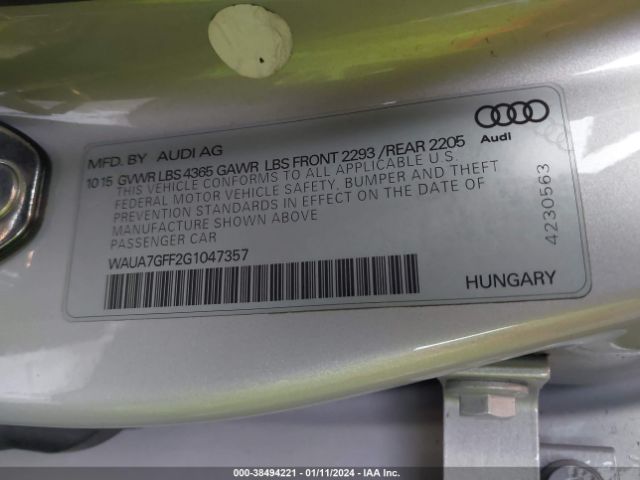 MFD. BY AUDI AG
Audi
10 15 GVWR LBS 4365 GAWR LBS FRONT 2293 /REAR 2205
THIS VEHICLE CONFORMS TO ALL APPLICABLE U.S.
FEDERAL MOTOR VEHICLE SAFETY, BUMPER AND THEFT
PREVENTION STANDARDS IN EFFECT ON THE DATE OF
MANUFACTURE SHOWN ABOVE
PASSENGER CAR
WAUA7GFF2G1047357
4230563
HUNGARY
000-38494221 - 01/11/2024 - IAA Inc.